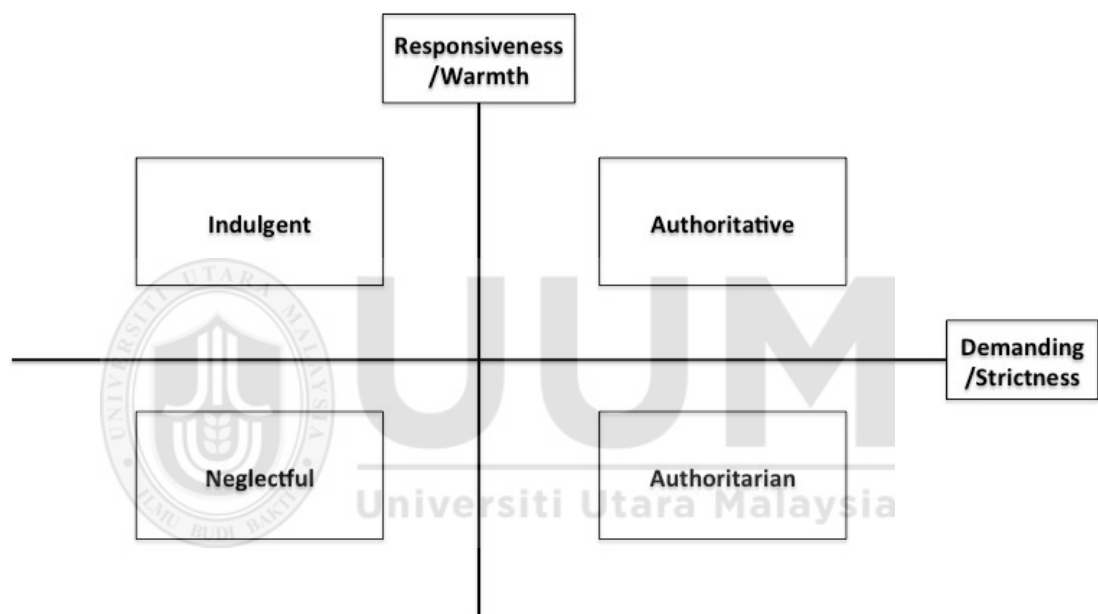 Responsiveness
/Warmth
Indulgent
Authoritative
Demanding
/Strictness
Neglectful
Authoritarian
UUM
Universiti Utara Malaysia
UNIVERSITI UTARA MALAYSIA
ILMU BUDI BAKTI